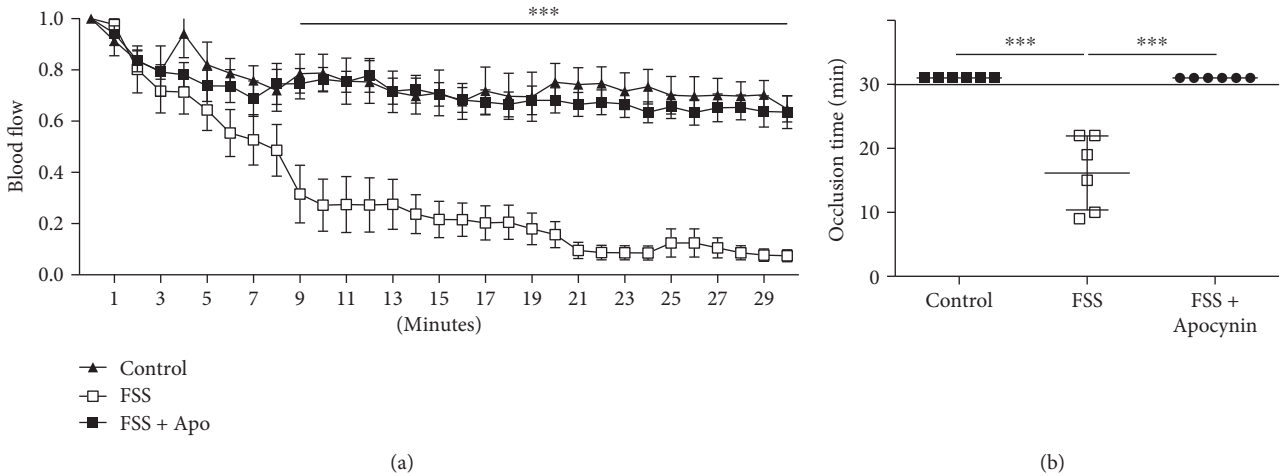 ***
1.0
0.8
0.6
0.4
0.2
0.0
Blood flow
1 3 5 7 9 11 13 15 17 19 21 23 25 27 29
(Minutes)
Control
FSS
FSS + Apo
(a)
*** ***
30
20
10
0
Occlusion time (min)
Control FSS FSS +
Apocynin
(b)